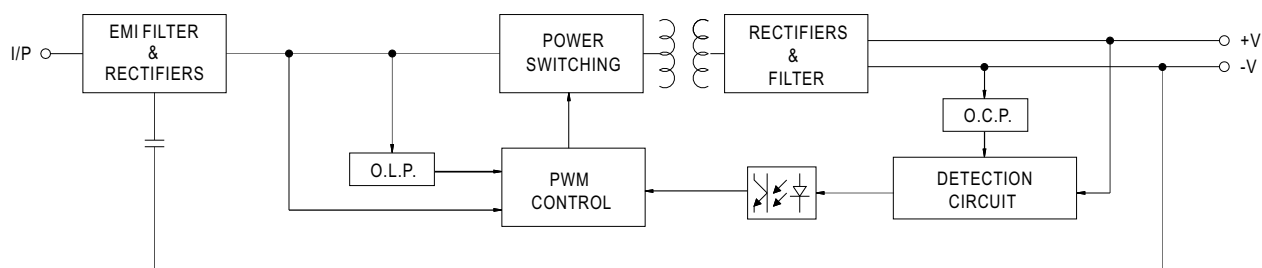 I/P
EMI FILTER
&
RECTIFIERS
POWER
SWITCHING
RECTIFIERS
&
FILTER
+V
-V
O.C.P.
O.L.P.
PWM
CONTROL
DETECTION
CIRCUIT